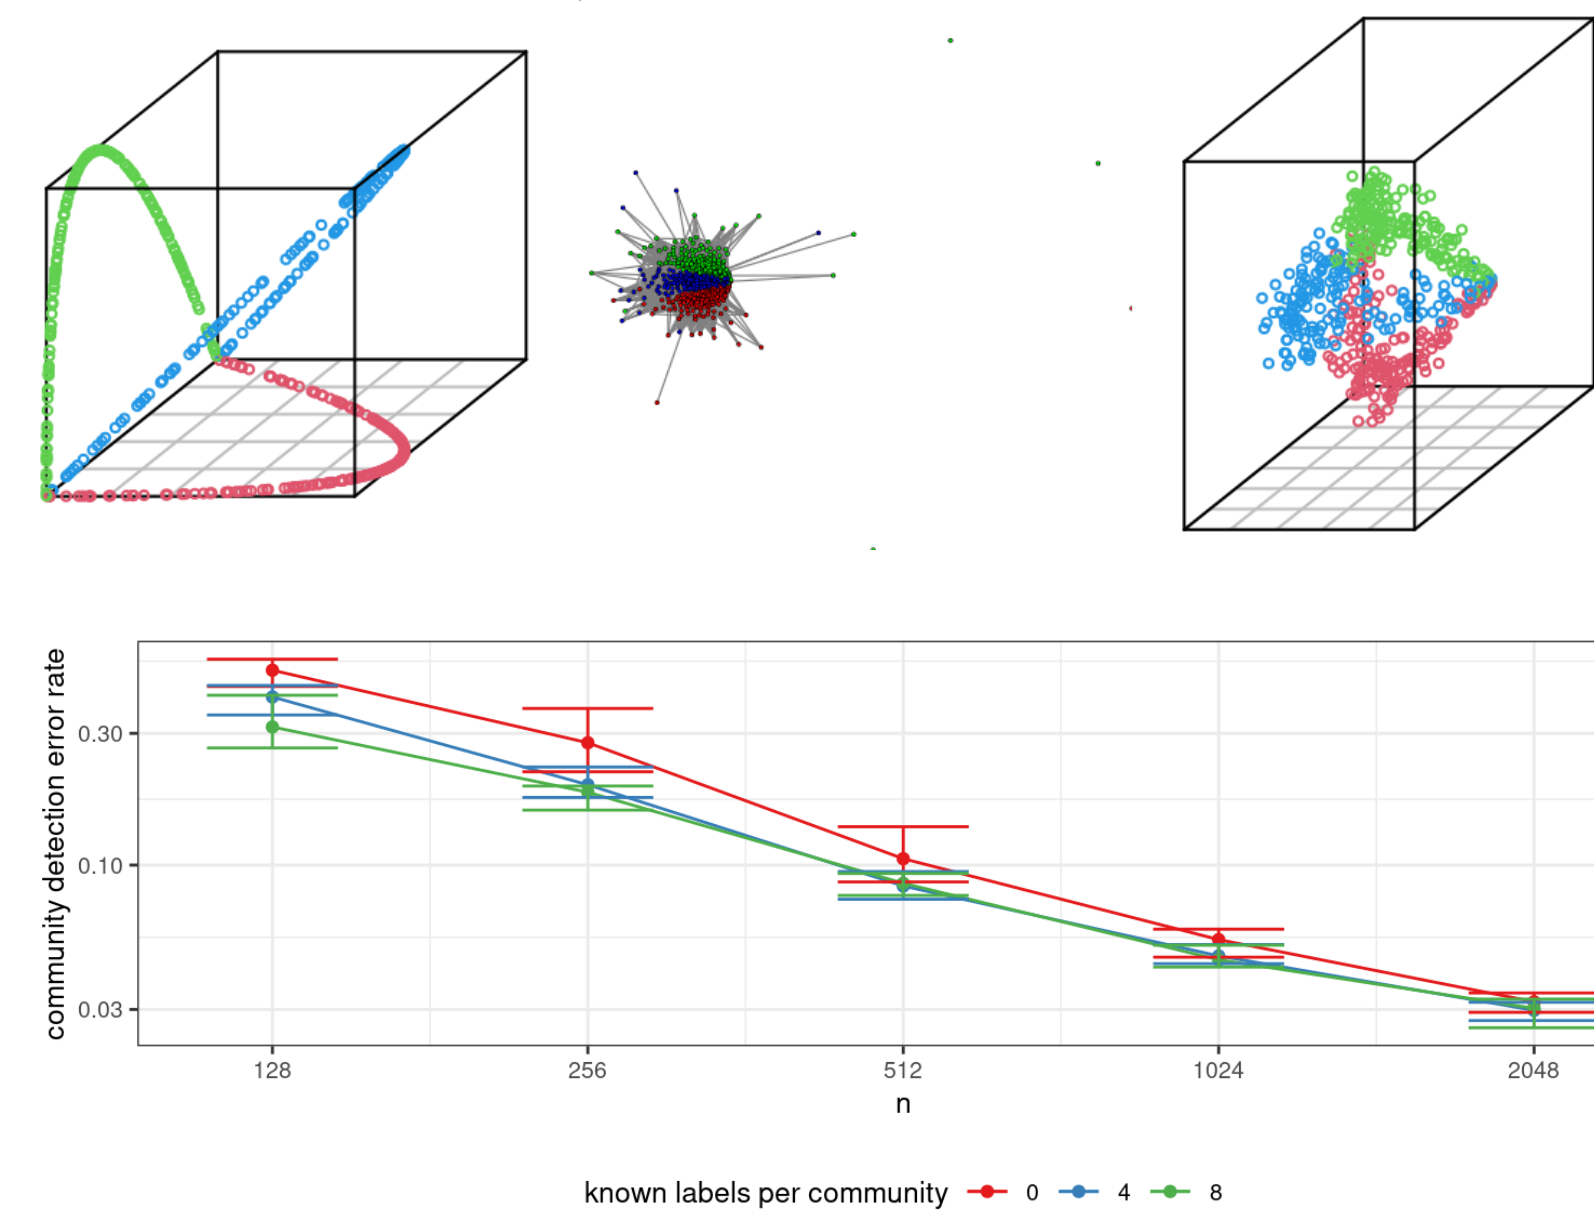 community detection error rate
0.30
0.10
0.03
128 256 512 1024 2048
n
known labels per community 0 4 8